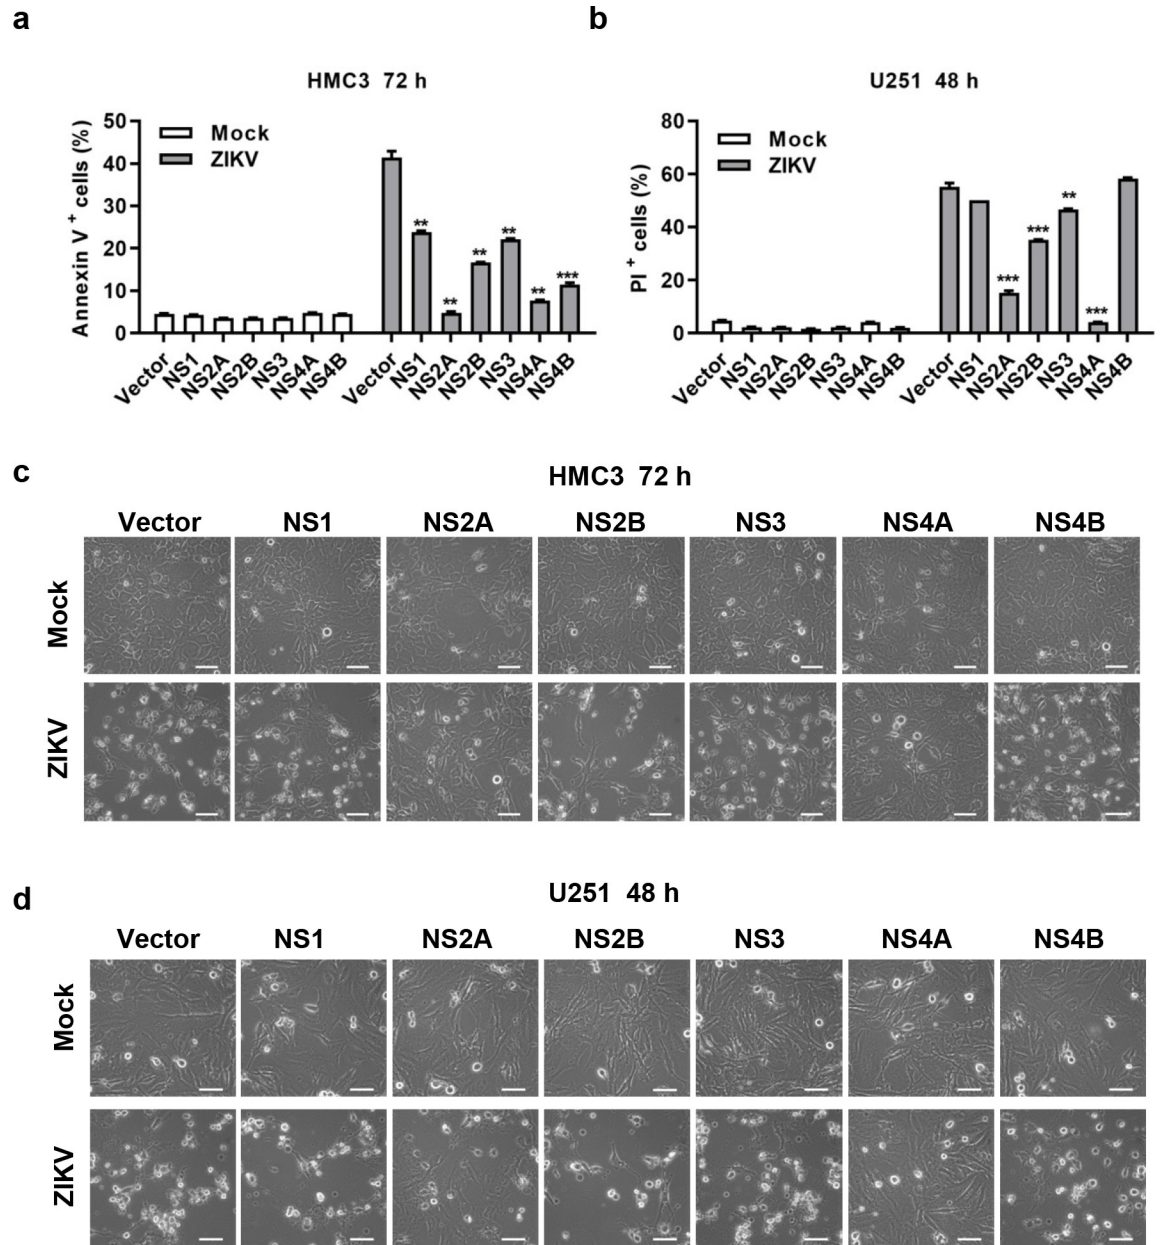 a
HMC3 72 h
Annexin V + cells (%)
50
40
30
20
10
0
Mock
ZIKV
** ** ** ** ** ***
Vector NS1 NS2A NS2B NS3 NS4A NS4B Vector NS1 NS2A NS2B NS3 NS4A NS4B
b
U251 48 h
PI + cells (%)
80
60
40
20
0
Mock
ZIKV
*** *** ** ***
Vector NS1 NS2A NS2B NS3 NS4A NS4B Vector NS1 NS2A NS2B NS3 NS4A NS4B
c
HMC3 72 h
Vector NS1 NS2A NS2B NS3 NS4A NS4B
Mock
ZIKV
d
U251 48 h
Vector NS1 NS2A NS2B NS3 NS4A NS4B
Mock
ZIKV